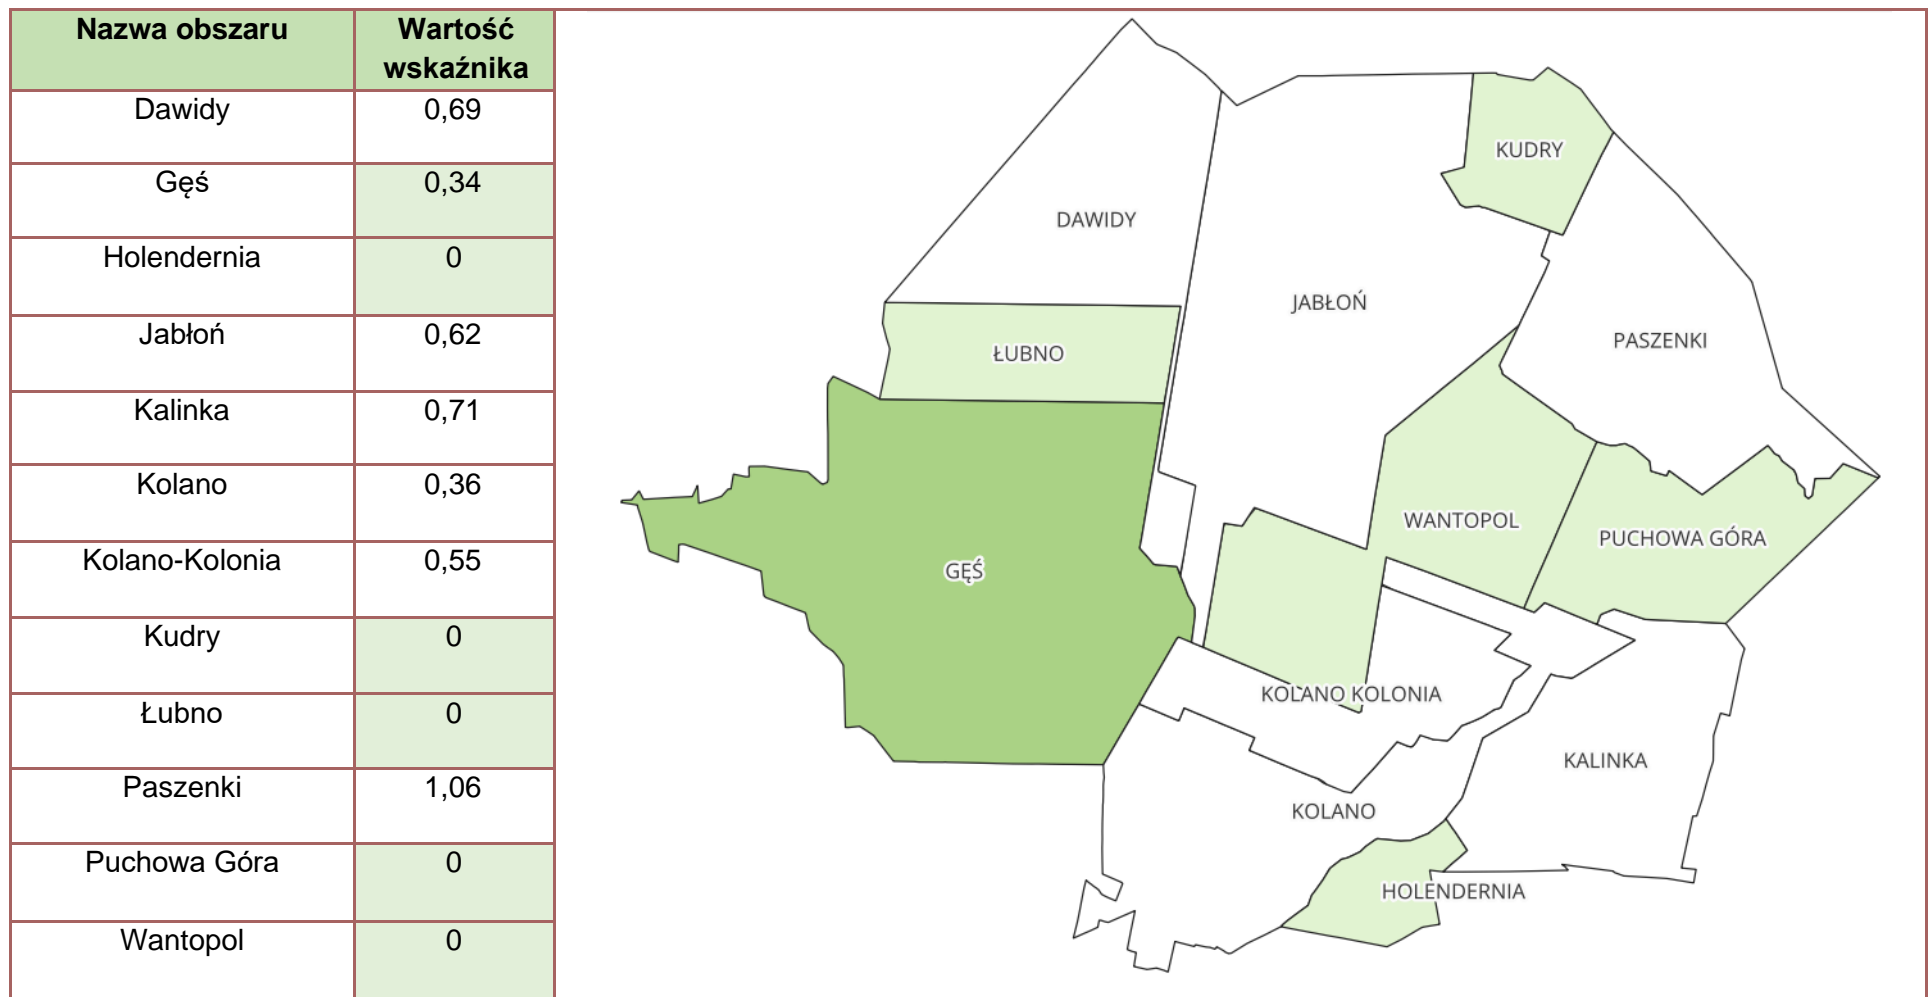 Nazwa obszaru
Wartość
wskaźnika
Dawidy 0,69
Gęś 0,34
Holendernia 0
Jabłoń 0,62
Kalinka 0,71
Kolano 0,36
Kolano-Kolonia 0,55
Kudry 0
Łubno 0
Paszenki 1,06
Puchowa Góra 0
Wantopol 0
KUDRY
DAWIDY
JABŁOŃ
PASZENKI
ŁUBNO
WANTOPOL
PUCHOWA GÓRA
GĘŚ
KOLANO KOLONIA
KALINKA
KOLANO
HOLENDERNIA